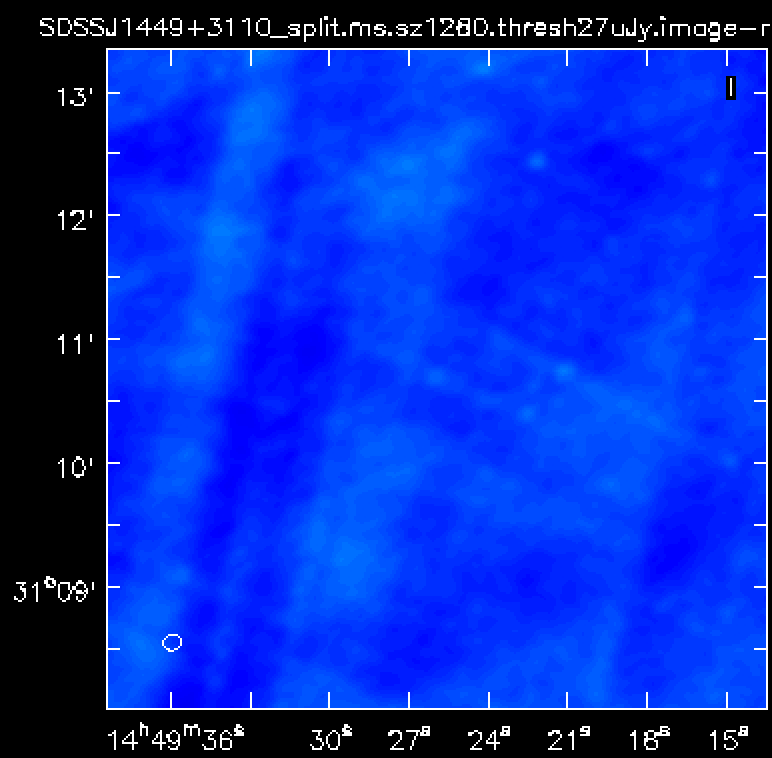 SDSSJ1449+3110_split.ms.sz1280.thresh27uJy.image-r
I
13'
12'
11'
10'
31°09'
14ʰ49ᵐ36ˢ 30ˢ 27ˢ 24ˢ 21ˢ 18ˢ 15ˢ